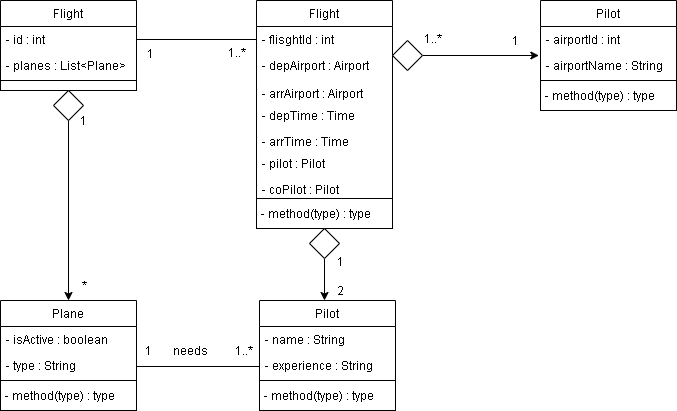 Flight
- id : int
- planes : List<Plane>
1
1..*
1
*
Flight
- flisghtId : int
- depAirport : Airport
- arrAirport : Airport
- depTime : Time
- arrTime : Time
- pilot : Pilot
- coPilot : Pilot
- method(type) : type
1..*
1
1
2
Pilot
- airportId : int
- airportName : String
- method(type) : type
Plane
- isActive : boolean
- type : String
- method(type) : type
1 needs 1..*
Pilot
- name : String
- experience : String
- method(type) : type